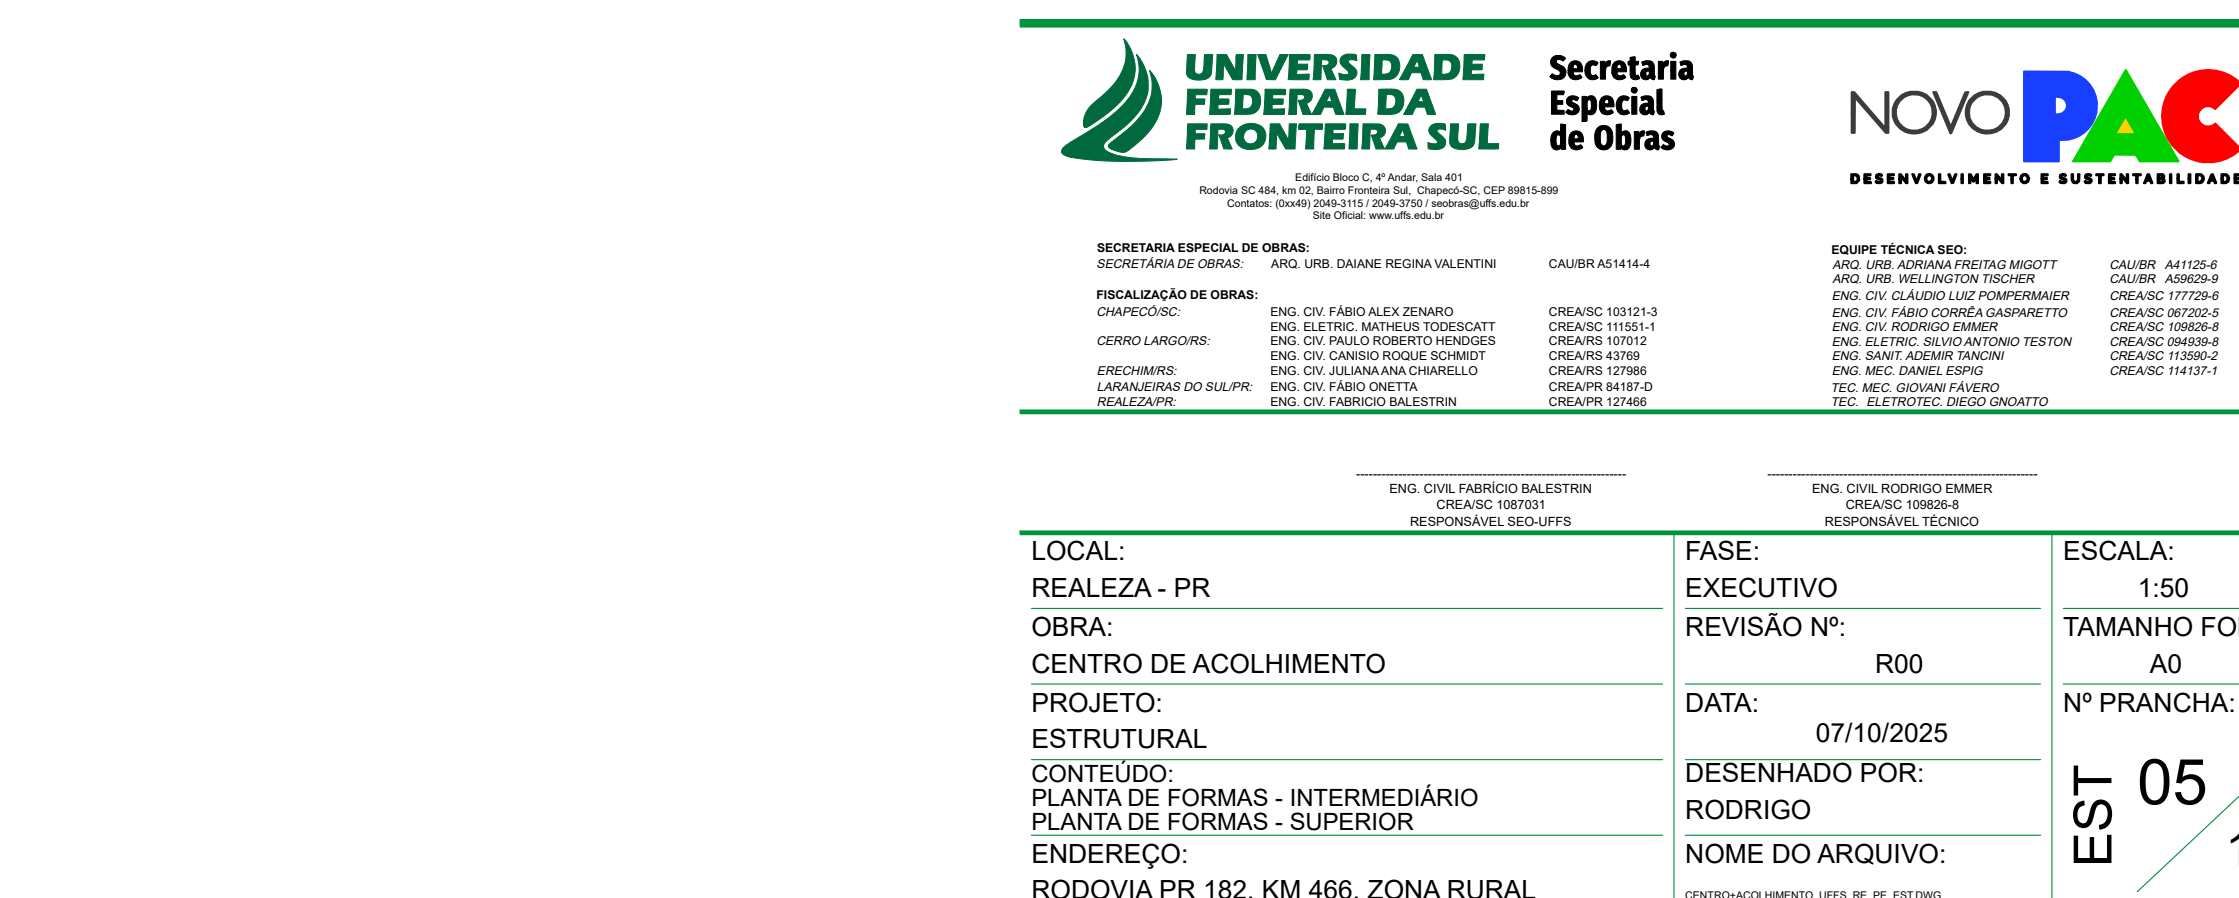 UNIVERSIDADE
FEDERAL DA
FRONTEIRA SUL
Secretaria
Especial
de Obras
NOVO PAC
DESENVOLVIMENTO E SUSTENTABILIDADE
Edifício Bloco C, 4º Andar, Sala 401
Rodovia SC 484, km 02, Bairro Fronteira Sul, Chapecó-SC, CEP 89815-899
Contatos: (0xx49) 2049-3115 / 2049-3750 / seobras@uffs.edu.br
Site Oficial: www.uffs.edu.br
SECRETARIA ESPECIAL DE OBRAS:
SECRETÁRIA DE OBRAS: ARQ. URB. DAIANE REGINA VALENTINI CAU/BR A51414-4
FISCALIZAÇÃO DE OBRAS:
CHAPECÓ/SC: ENG. CIV. FÁBIO ALEX ZENARO CREA/SC 103121-3
ENG. ELETRIC. MATHEUS TODESCATT CREA/SC 111551-1
CERRO LARGO/RS: ENG. CIV. PAULO ROBERTO HENDGES CREA/RS 107012
ENG. CIV. CANISIO ROQUE SCHMIDT CREA/RS 43769
ERECHIM/RS: ENG. CIV. JULIANA ANA CHIARELLO CREA/RS 127986
LARANJEIRAS DO SUL/PR: ENG. CIV. FÁBIO ONETTA CREA/PR 84187-D
REALEZA/PR: ENG. CIV. FABRICIO BALESTRIN CREA/PR 127466
EQUIPE TÉCNICA SEO:
ARQ. URB. ADRIANA FREITAG MIGOTT CAU/BR A41125-6
ARQ. URB. WELLINGTON TISCHER CAU/BR A59629-9
ENG. CIV. CLÁUDIO LUIZ POMPERMAIER CREA/SC 177729-6
ENG. CIV. FÁBIO CORRÊA GASPARETTO CREA/SC 067202-5
ENG. CIV. RODRIGO EMMER CREA/SC 109826-8
ENG. ELETRIC. SILVIO ANTONIO TESTON CREA/SC 094939-8
ENG. SANIT. ADEMIR TANCINI CREA/SC 113590-2
ENG. MEC. DANIEL ESPIG CREA/SC 114137-1
TEC. MEC. GIOVANI FÁVERO
TEC. ELETROTEC. DIEGO GNOATTO
ENG. CIVIL FABRÍCIO BALESTRIN
CREA/SC 1087031
RESPONSÁVEL SEO-UFFS
ENG. CIVIL RODRIGO EMMER
CREA/SC 109826-8
RESPONSÁVEL TÉCNICO
LOCAL:
REALEZA - PR
OBRA:
CENTRO DE ACOLHIMENTO
PROJETO:
ESTRUTURAL
CONTEÚDO:
PLANTA DE FORMAS - INTERMEDIÁRIO
PLANTA DE FORMAS - SUPERIOR
ENDEREÇO:
RODOVIA PR 182, KM 466, ZONA RURAL
FASE:
EXECUTIVO
REVISÃO Nº:
R00
DATA:
07/10/2025
DESENHADO POR:
RODRIGO
NOME DO ARQUIVO:
CENTRO+ACOLHIMENTO_UFFS_RE_PE_EST.DWG
ESCALA:
1:50
TAMANHO
A0
Nº PRANCHA:
EST
05